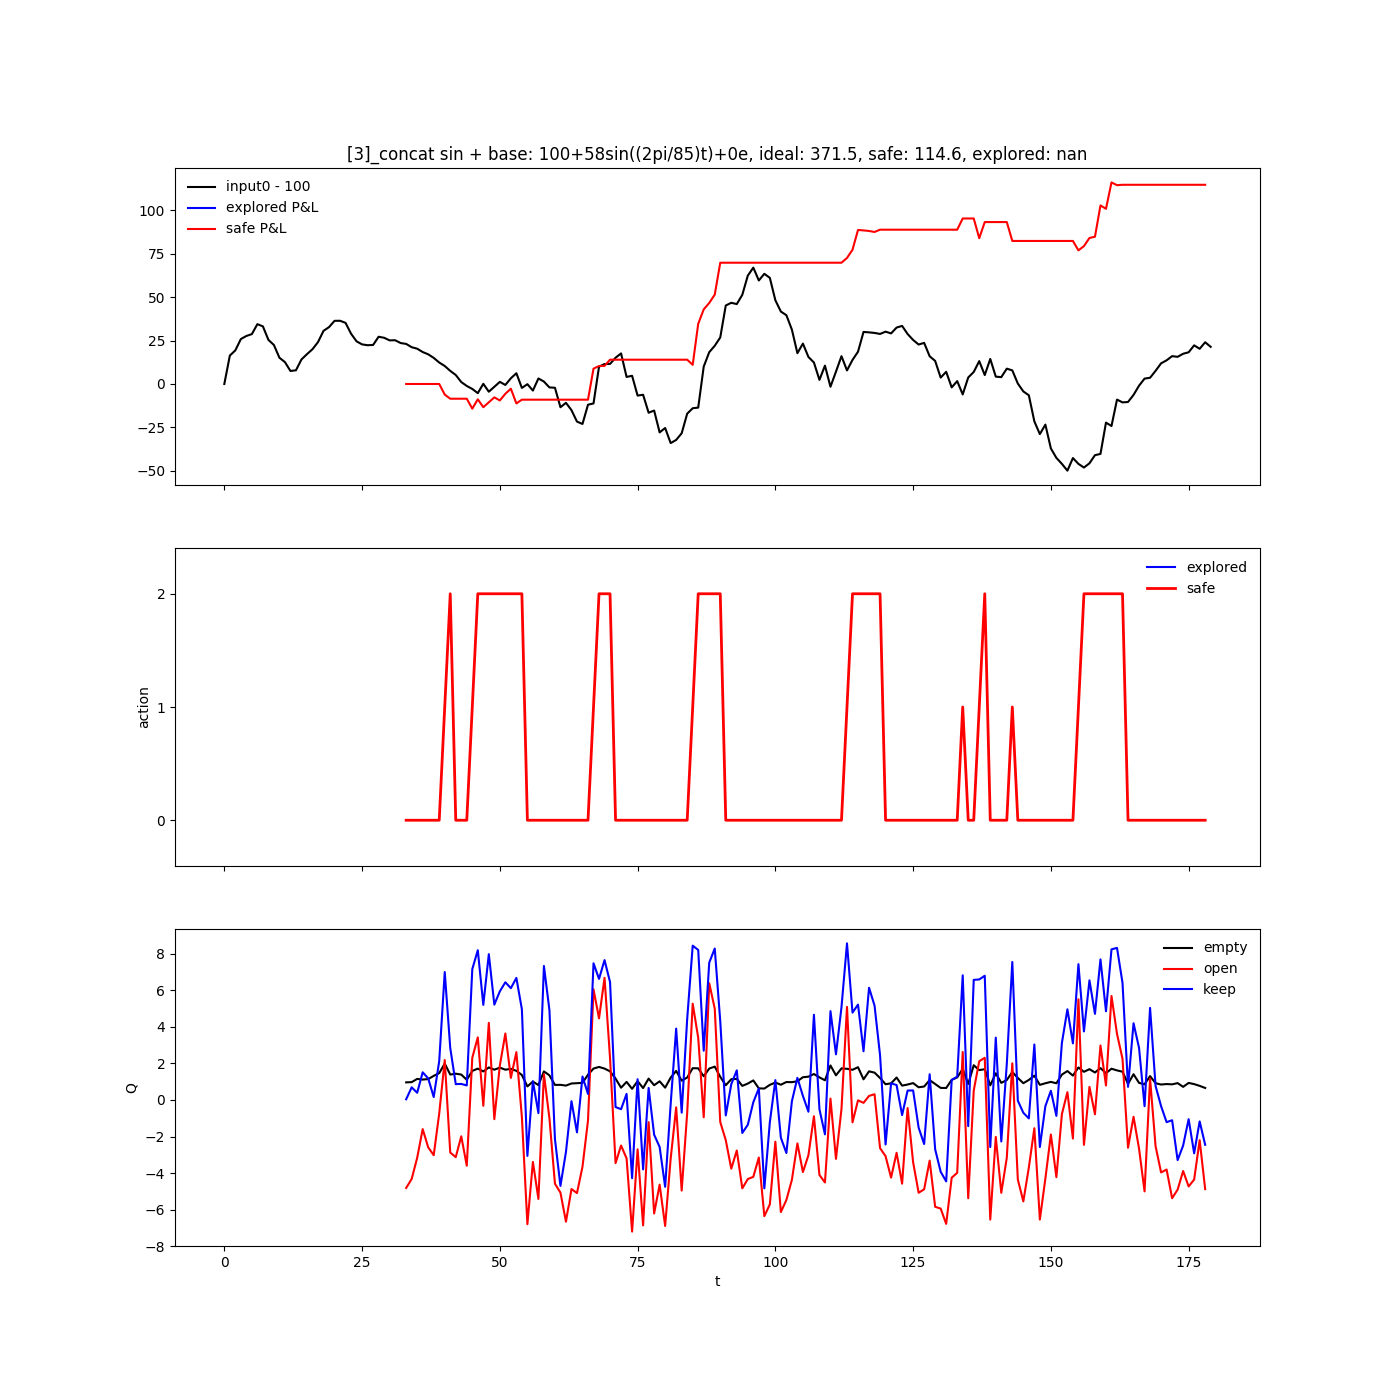 [3]_concat sin + base: 100+58sin((2pi/85)t)+0e, ideal: 371.5, safe: 114.6, explored: nan
input0 - 100
explored P&L
safe P&L
100
75
50
25
0
−25
−50
explored
safe
2
1
0
action
empty
open
keep
8
6
4
2
0
−2
−4
−6
−8
Q
0 25 50 75 100 125 150 175
t